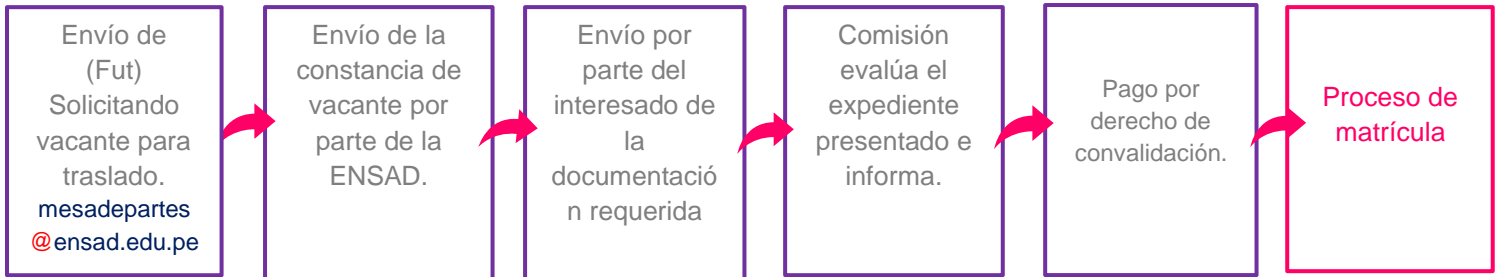 Envío de
(Fut)
Solicitando
vacante para
traslado.
mesadepartes
@ensad.edu.pe
Envío de la
constancia de
vacante por
parte de la
ENSAD.
Envío por
parte del
interesado de
la
documentació
n requerida
Comisión
evalúa el
expediente
presentado e
informa.
Pago por
derecho de
convalidación.
Proceso de
matrícula